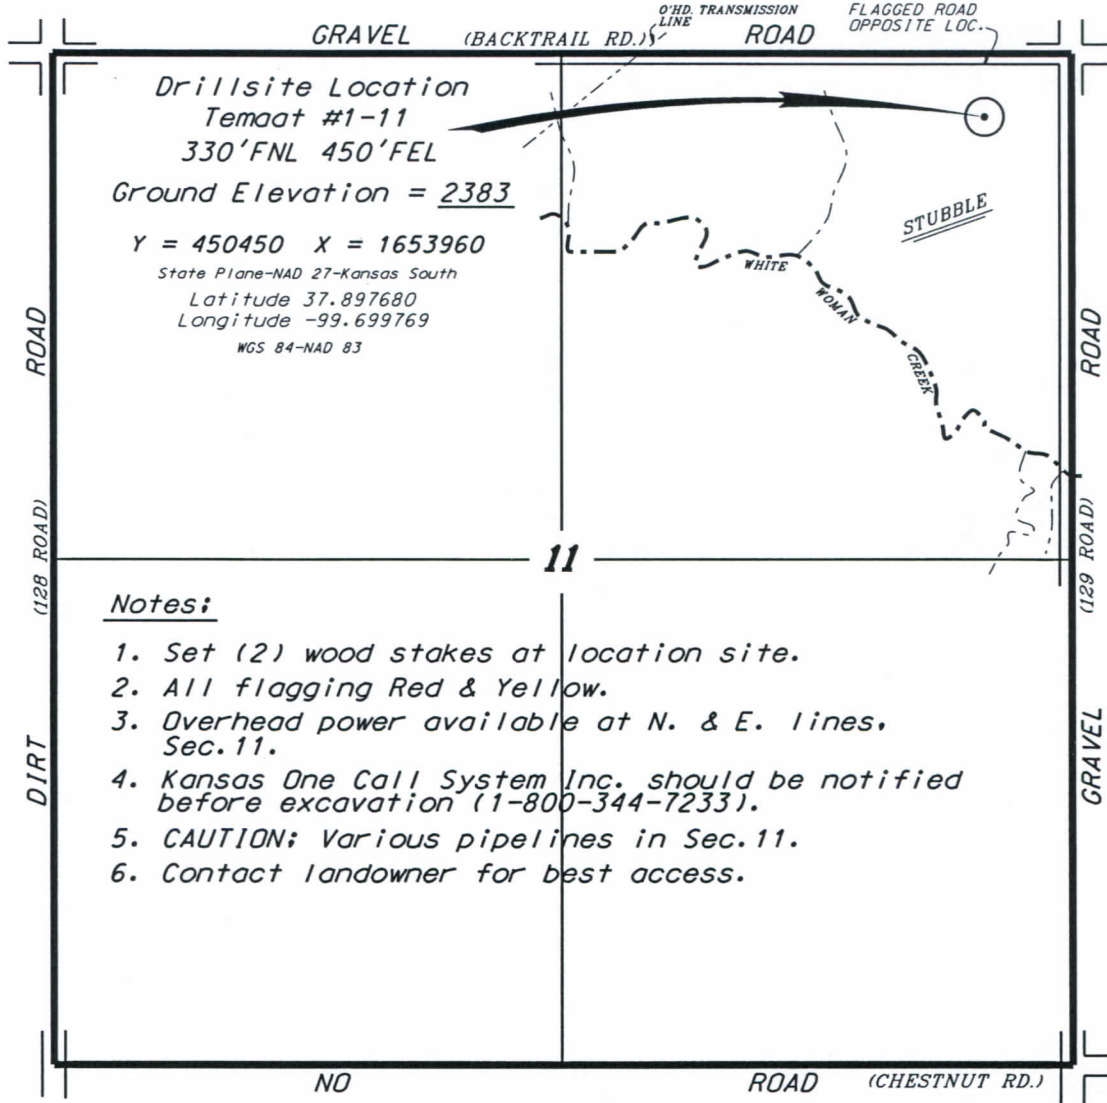 O'HD. TRANSMISSION
LINE
FLAGGED ROAD
OPPOSITE LOC.
GRAVEL (BACKTRAIL RD.) ROAD
Drillsite Location
Temaat #1-11
330'FNL 450'FEL
Ground Elevation = 2383
Y = 450450 X = 1653960
State Plane-NAD 27-Kansas South
Latitude 37.897680
Longitude -99.699769
WGS 84-NAD 83
STUBBLE
WHITE
WOMAN
CREEK
ROAD
(128 ROAD)
DIRT
ROAD
(129 ROAD)
GRAVEL
11
Notes:
1. Set (2) wood stakes at location site.
2. All flagging Red & Yellow.
3. Overhead power available at N. & E. lines,
Sec.11.
4. Kansas One Call System Inc. should be notified
before excavation (1-800-344-7233).
5. CAUTION: Various pipelines in Sec.11.
6. Contact landowner for best access.
NO ROAD (CHESTNUT RD.)